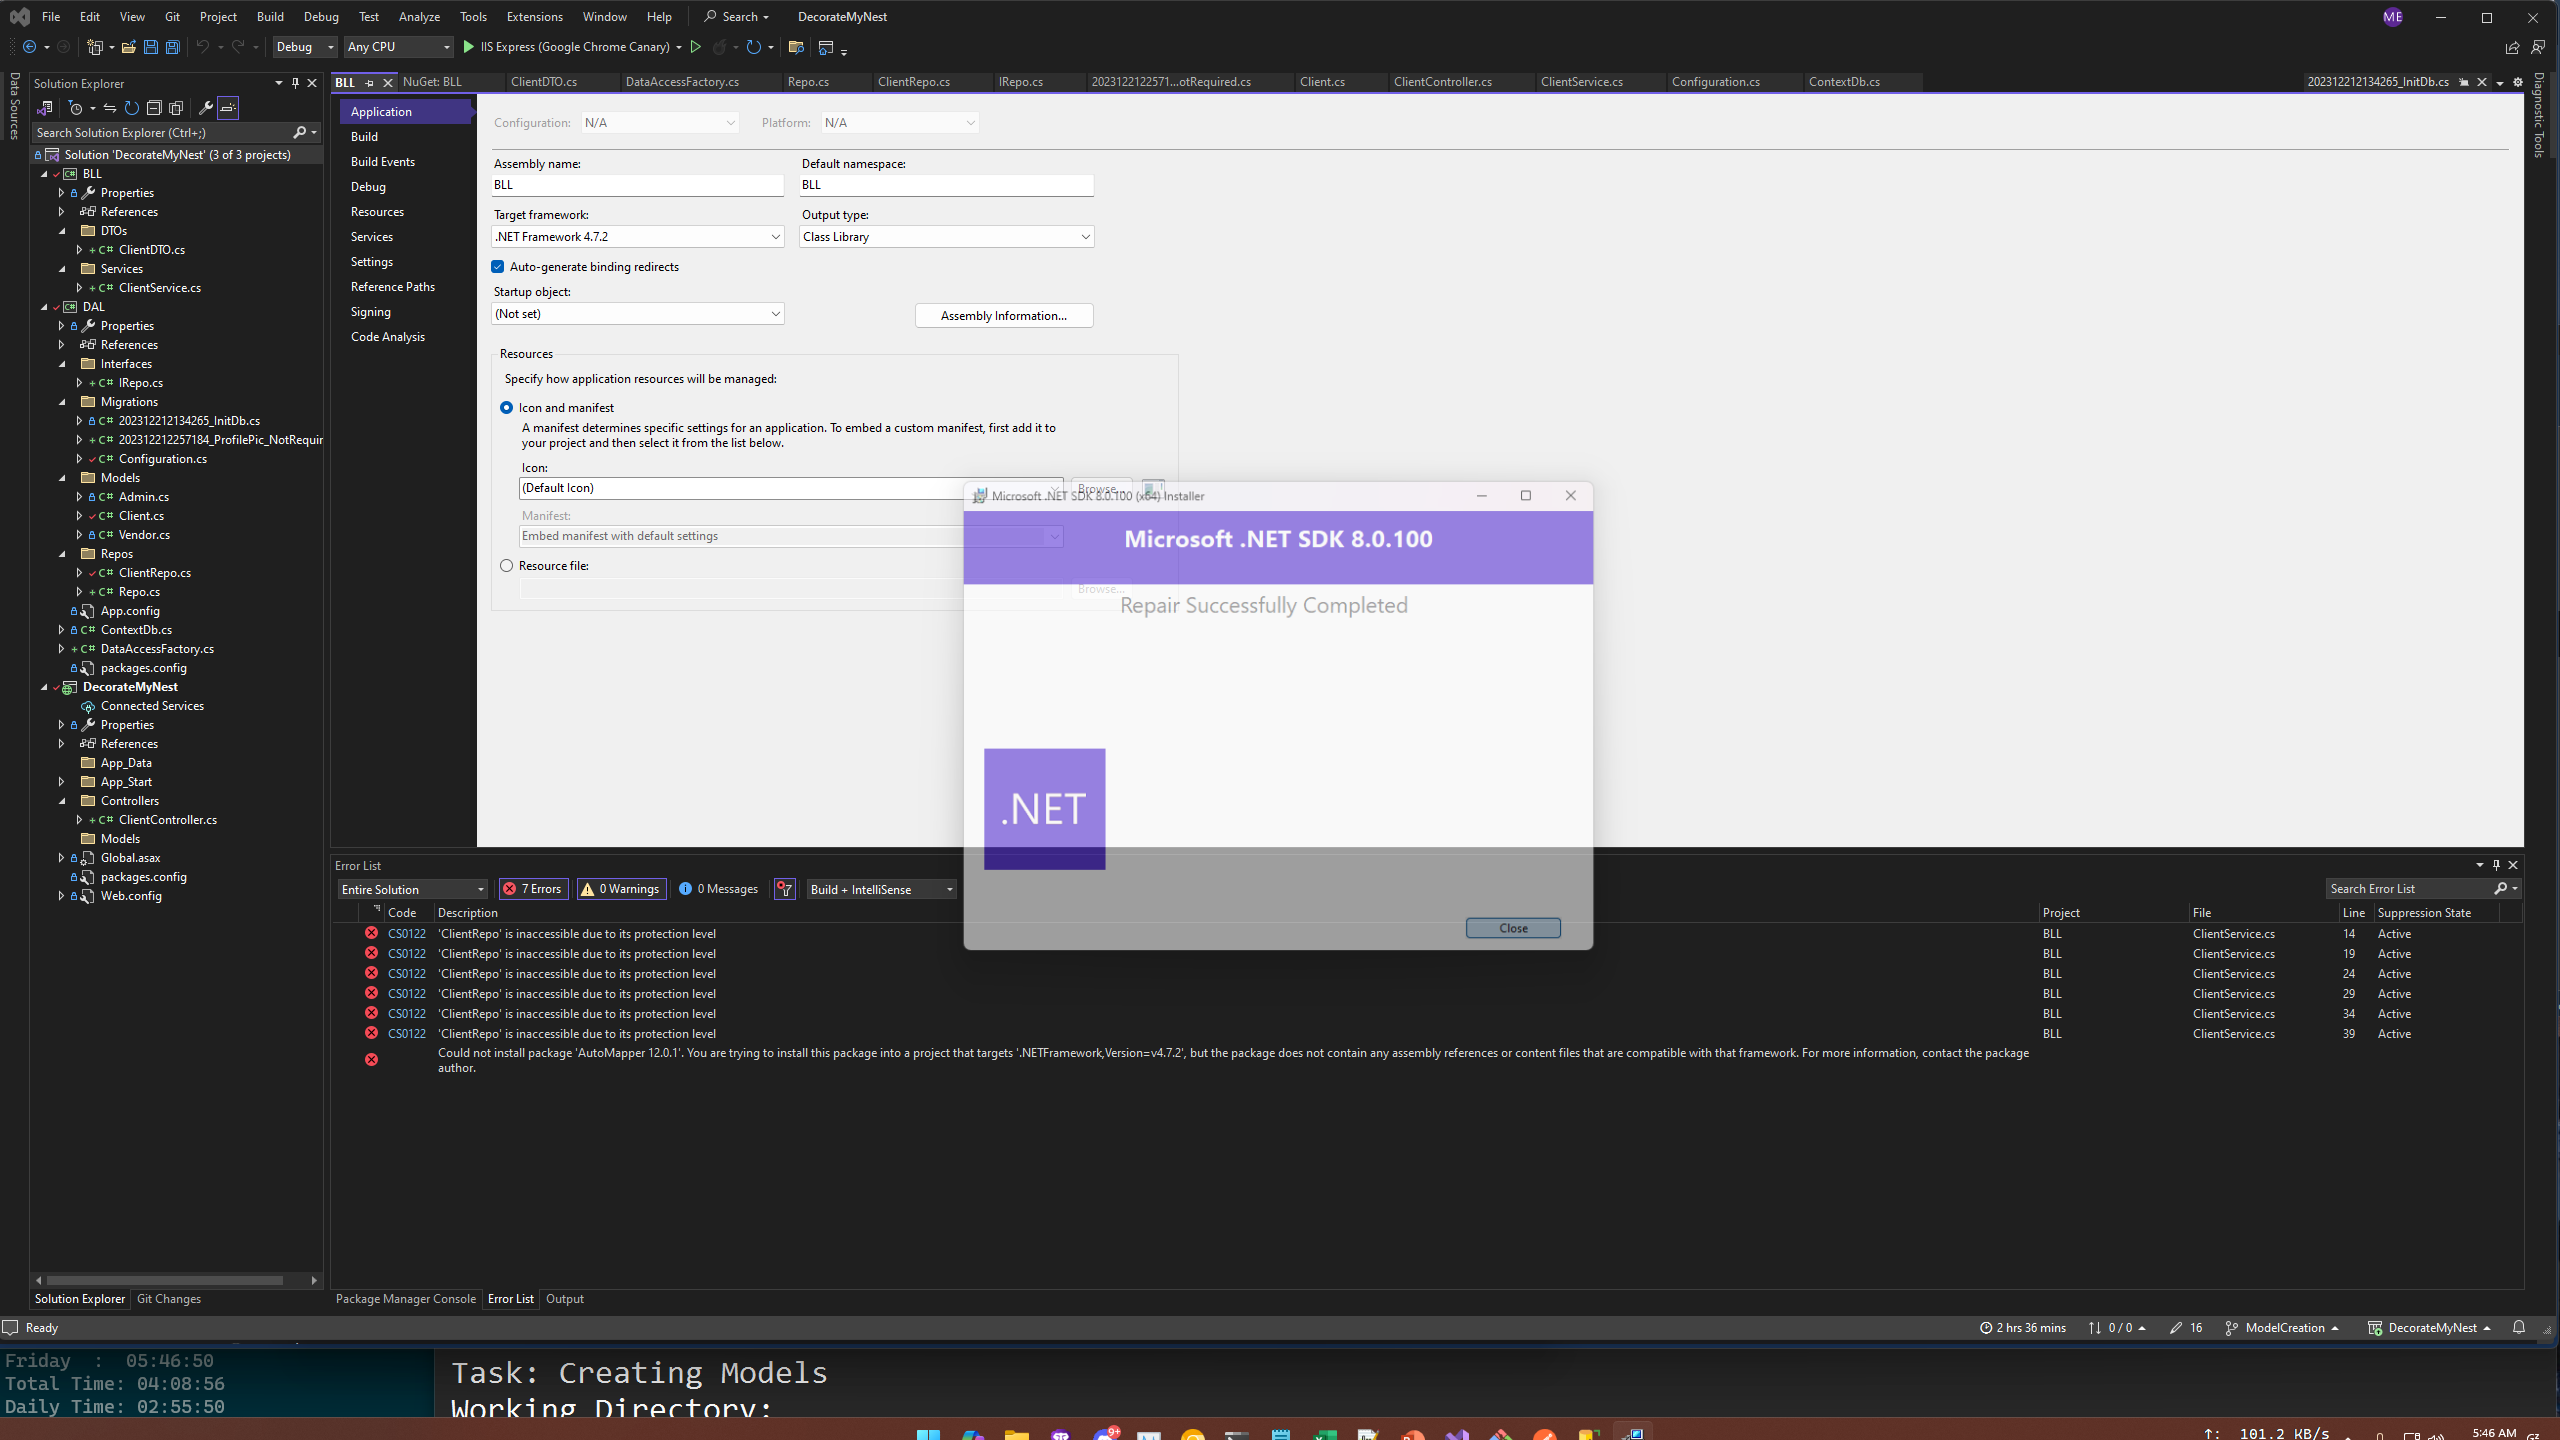 File Edit View Git Project Build Debug Test Analyze Tools Extensions Window Help Search DecorateMyNest ME
Debug Any CPU IIS Express (Google Chrome Canary)
Data Sources
Solution Explorer
Search Solution Explorer (Ctrl+;)
Solution 'DecorateMyNest' (3 of 3 projects)
BLL
Properties
References
DTOs
ClientDTO.cs
Services
ClientService.cs
DAL
Properties
References
Interfaces
IRepo.cs
Migrations
202312212134265_InitDb.cs
202312212257184_ProfilePic_NotRequir
Configuration.cs
Models
Admin.cs
Client.cs
Vendor.cs
Repos
ClientRepo.cs
Repo.cs
App.config
ContextDb.cs
DataAccessFactory.cs
packages.config
DecorateMyNest
Connected Services
Properties
References
App_Data
App_Start
Controllers
ClientController.cs
Models
Global.asax
packages.config
Web.config
Solution Explorer Git Changes
BLL NuGet: BLL ClientDTO.cs DataAccessFactory.cs Repo.cs ClientRepo.cs IRepo.cs 2023122122571...otRequired.cs Client.cs ClientController.cs ClientService.cs Configuration.cs ContextDb.cs 202312212134265_InitDb.cs
Diagnostic Tools
Application
Build
Build Events
Debug
Resources
Services
Settings
Reference Paths
Signing
Code Analysis
Configuration: N/A Platform: N/A
Assembly name: Default namespace:
BLL BLL
Target framework: Output type:
.NET Framework 4.7.2 Class Library
Auto-generate binding redirects
Startup object:
(Not set) Assembly Information...
Resources
Specify how application resources will be managed:
Icon and manifest
A manifest determines specific settings for an application. To embed a custom manifest, first add it to
your project and then select it from the list below.
Icon:
(Default Icon) Browse...
Manifest:
Embed manifest with default settings
Resource file:
Browse...
Microsoft .NET SDK 8.0.100 (x64) Installer
Microsoft .NET SDK 8.0.100
Repair Successfully Completed
.NET
Close
Error List
Entire Solution 7 Errors 0 Warnings 0 Messages Build + IntelliSense Search Error List
Code Description Project File Line Suppression State
CS0122 'ClientRepo' is inaccessible due to its protection level BLL ClientService.cs 14 Active
CS0122 'ClientRepo' is inaccessible due to its protection level BLL ClientService.cs 19 Active
CS0122 'ClientRepo' is inaccessible due to its protection level BLL ClientService.cs 24 Active
CS0122 'ClientRepo' is inaccessible due to its protection level BLL ClientService.cs 29 Active
CS0122 'ClientRepo' is inaccessible due to its protection level BLL ClientService.cs 34 Active
CS0122 'ClientRepo' is inaccessible due to its protection level BLL ClientService.cs 39 Active
Could not install package 'AutoMapper 12.0.1'. You are trying to install this package into a project that targets '.NETFramework,Version=v4.7.2', but the package does not contain any assembly references or content files that are compatible with that framework. For more information, contact the package
author.
Package Manager Console Error List Output
Ready 2 hrs 36 mins 0 / 0 16 ModelCreation DecorateMyNest
Friday : 05:46:50
Total Time: 04:08:56
Daily Time: 02:55:50
Task: Creating Models
Working Directory:
9+
↑: 101.2 KB/s 5:46 AM